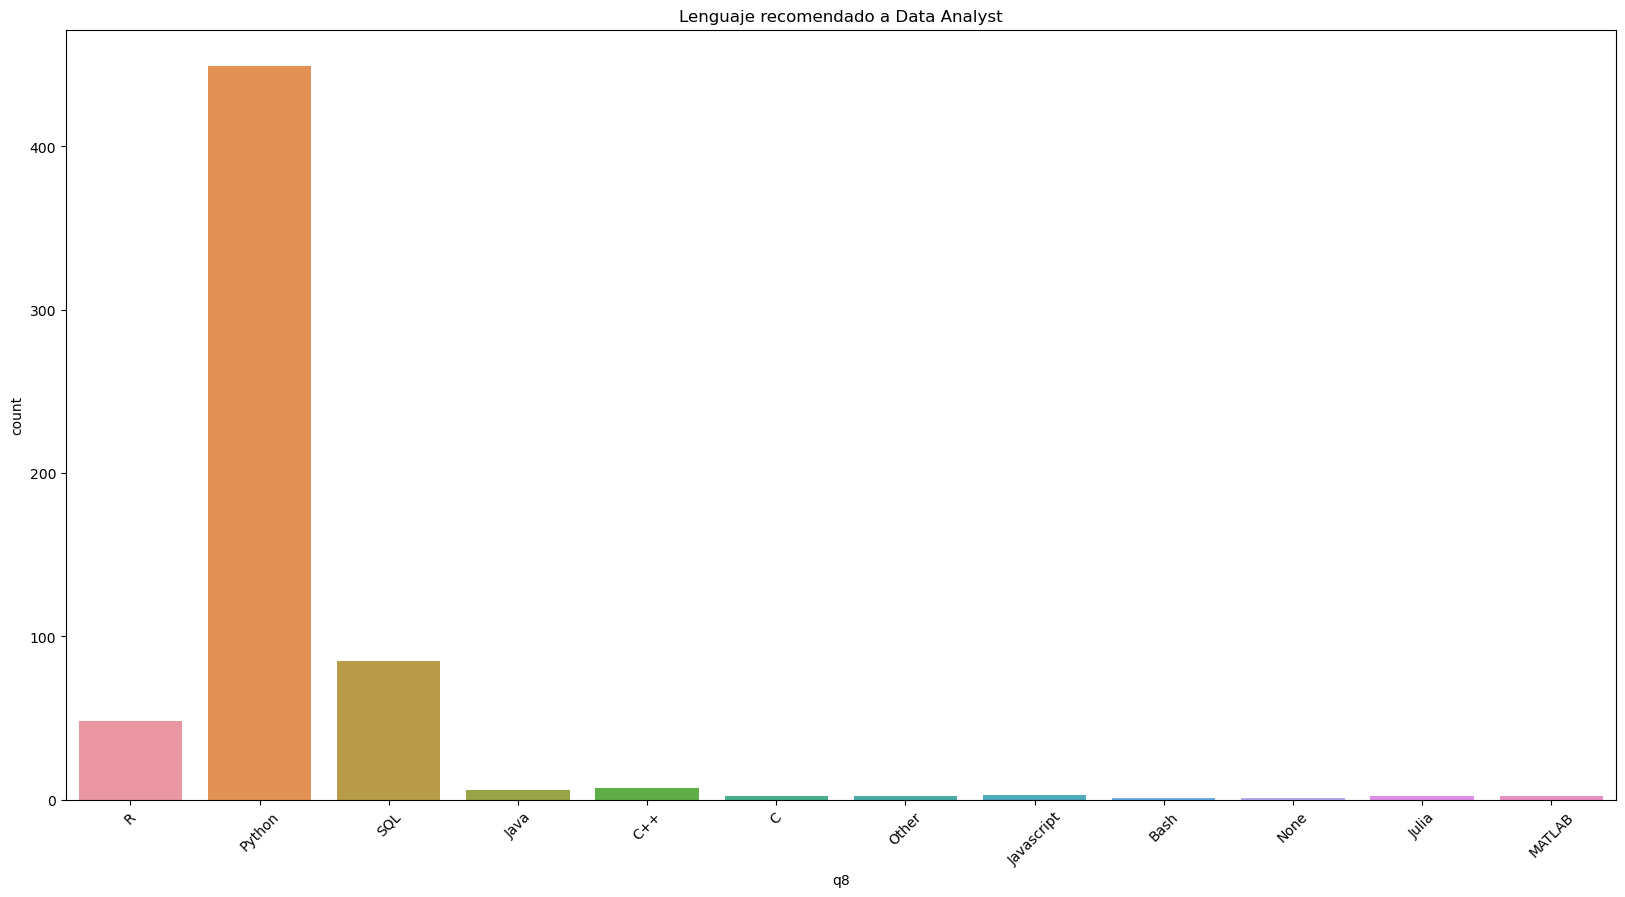 Lenguaje recomendado a Data Analyst
count
400
300
200
100
0
R
Python
SQL
Java
C++
C
Other
Javascript
Bash
None
Julia
MATLAB
q8